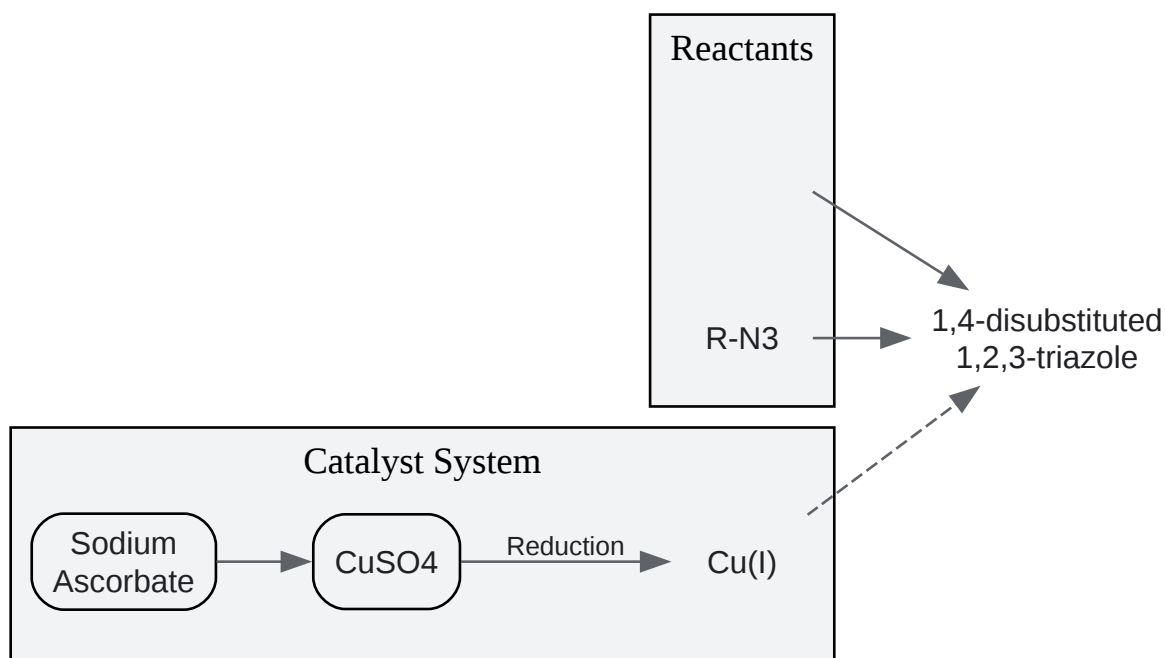 Reactants
R-N3
1,4-disubstituted
1,2,3-triazole
Catalyst System
Sodium
Ascorbate
CuSO4
Reduction
Cu(I)